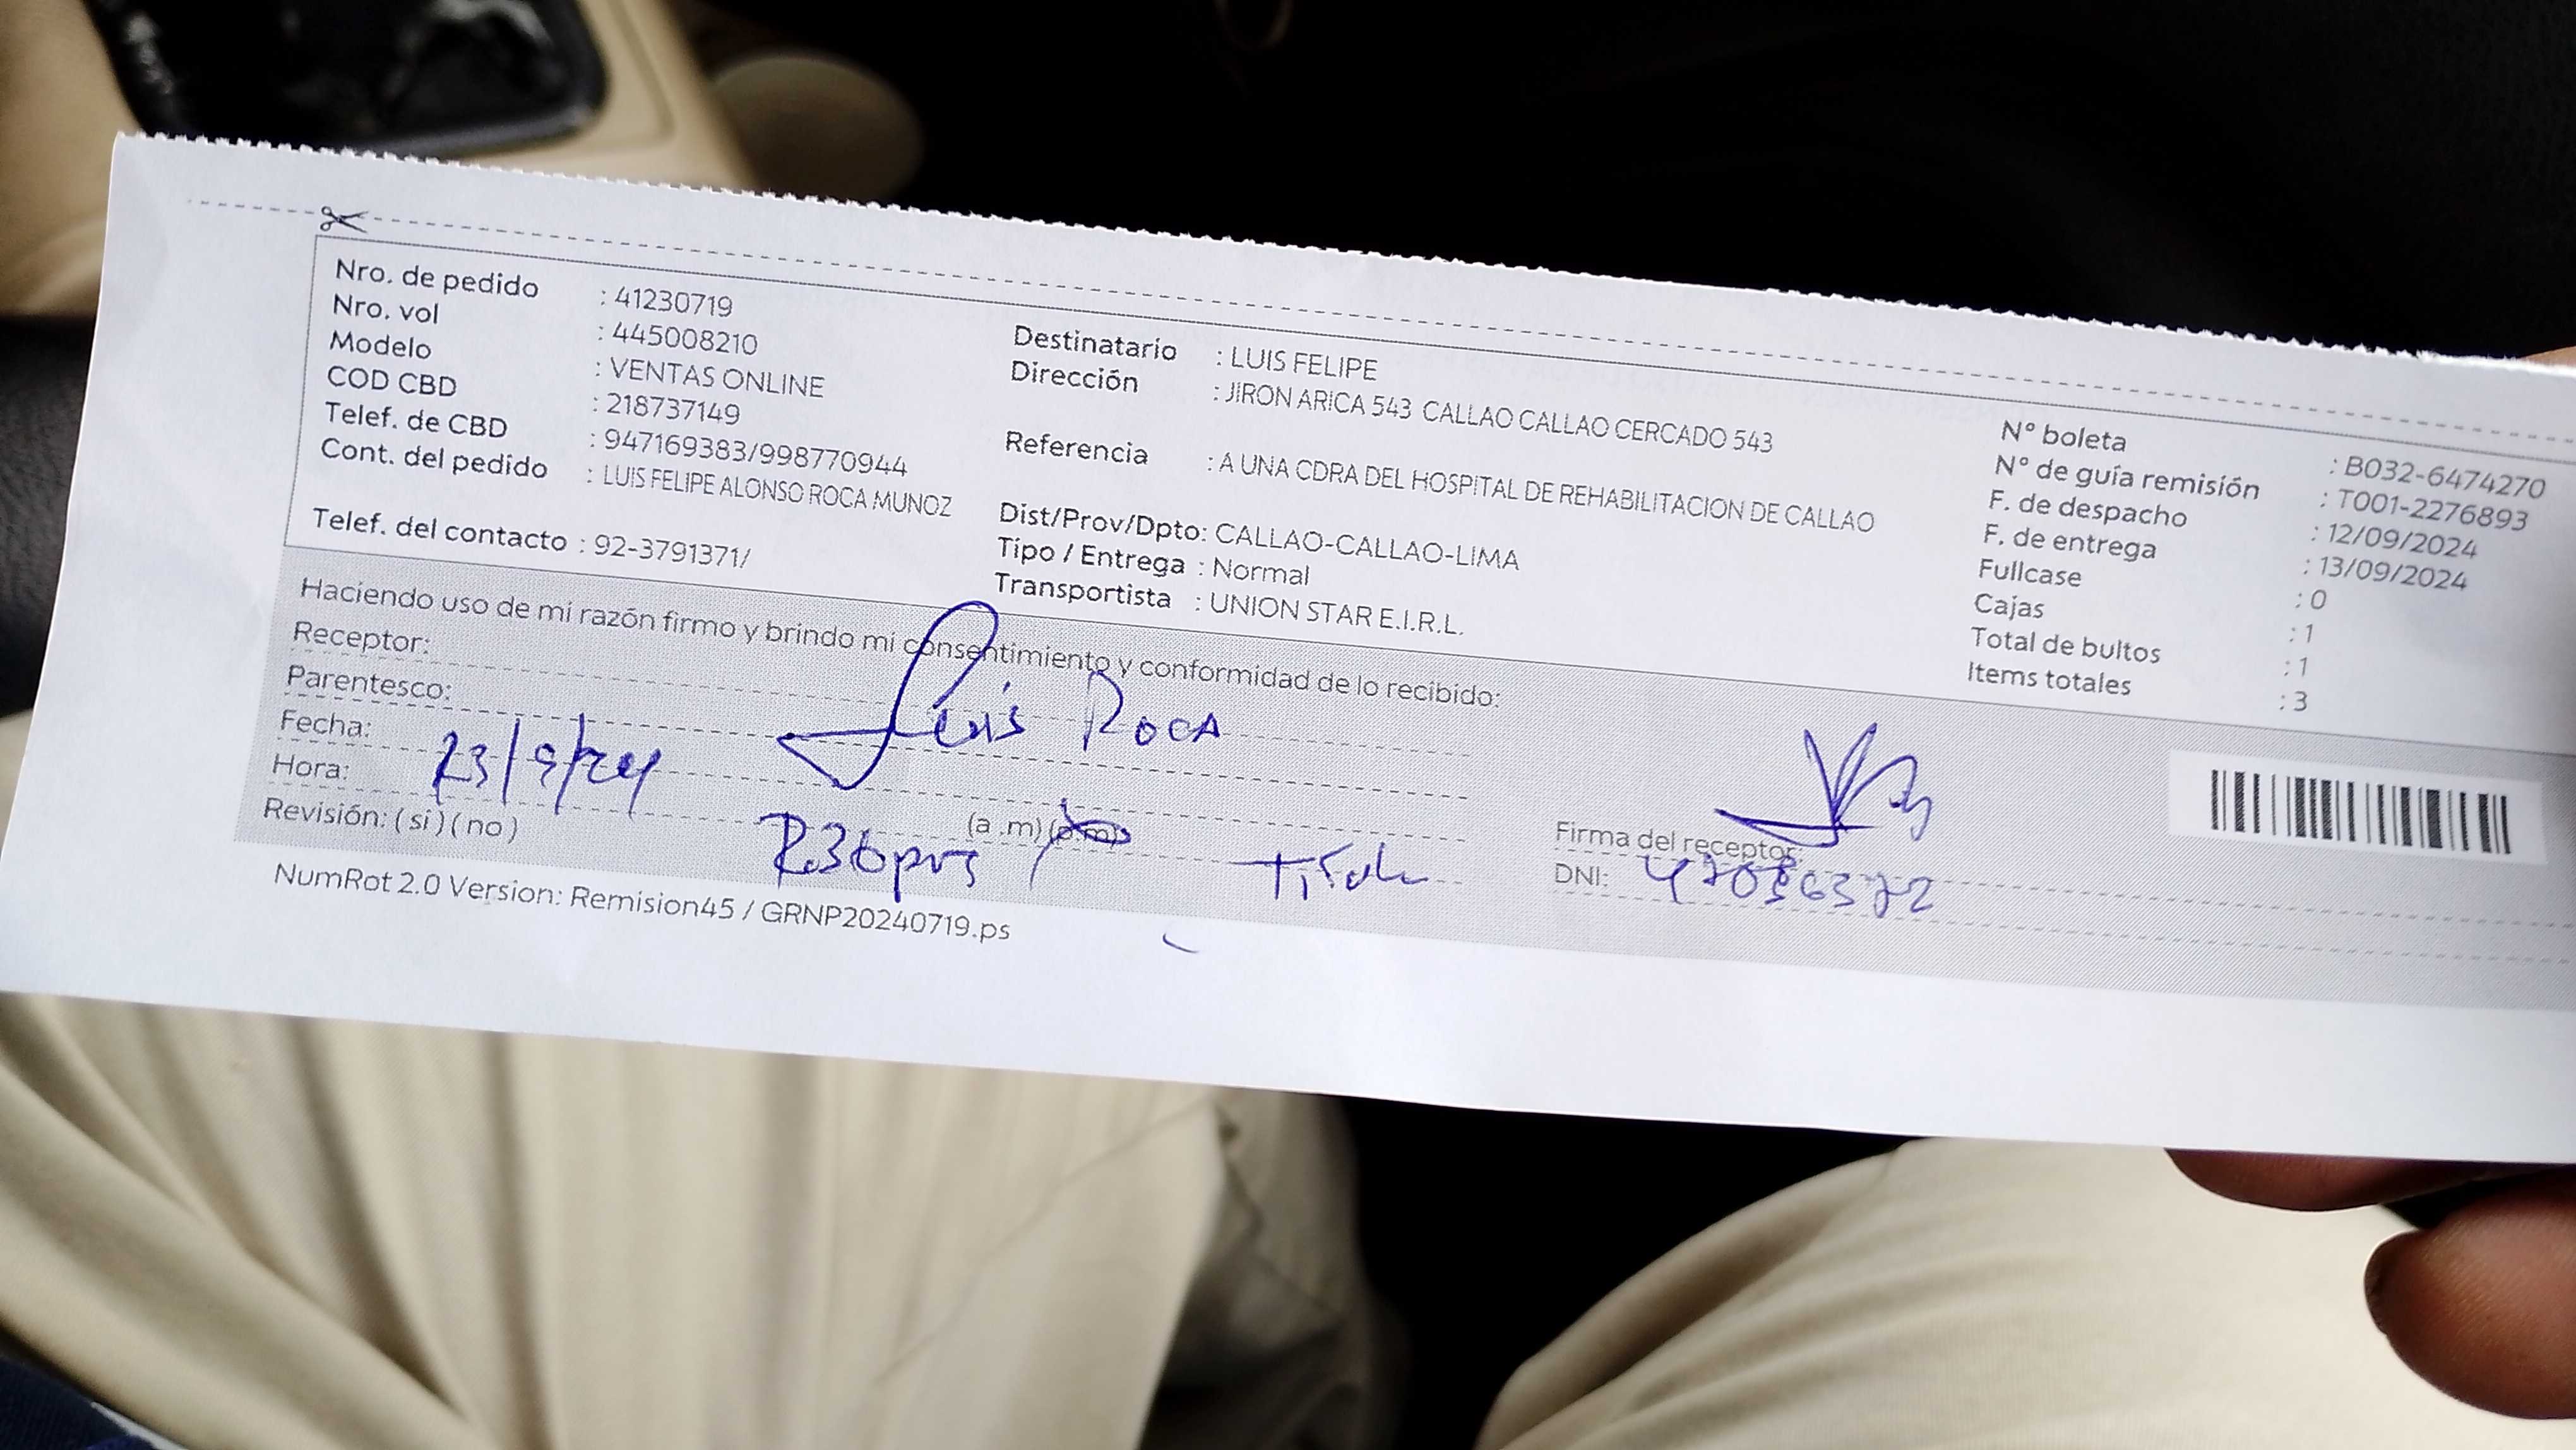 Nro. de pedido : 41230719
Nro. vol : 445008210
Modelo : VENTAS ONLINE
COD CBD : 218737149
Telef. de CBD : 947169383/998770944
Cont. del pedido : LUIS FELIPE ALONSO ROCA MUNOZ
Telef. del contacto : 92-3791371/
Destinatario : LUIS FELIPE
Dirección : JIRON ARICA 543 CALLAO CALLAO CERCADO 543
Referencia : A UNA CDRA DEL HOSPITAL DE REHABILITACION DE CALLAO
Dist/Prov/Dpto: CALLAO-CALLAO-LIMA
Tipo / Entrega : Normal
Transportista : UNION STAR E.I.R.L.
N° boleta : B032-6474270
N° de guía remisión : T001-2276893
F. de despacho : 12/09/2024
F. de entrega : 13/09/2024
Fullcase : 0
Cajas : 1
Total de bultos : 1
Items totales : 3
Haciendo uso de mi razón firmo y brindo mi consentimiento y conformidad de lo recibido:
Receptor:
Parentesco: Luis Roca
Fecha:
Hora: (a .m) (p.m)
Revisión: ( si ) ( no )
Firma del receptor:
DNI:
NumRot 2.0 Version: Remision45 / GRNP20240719.ps